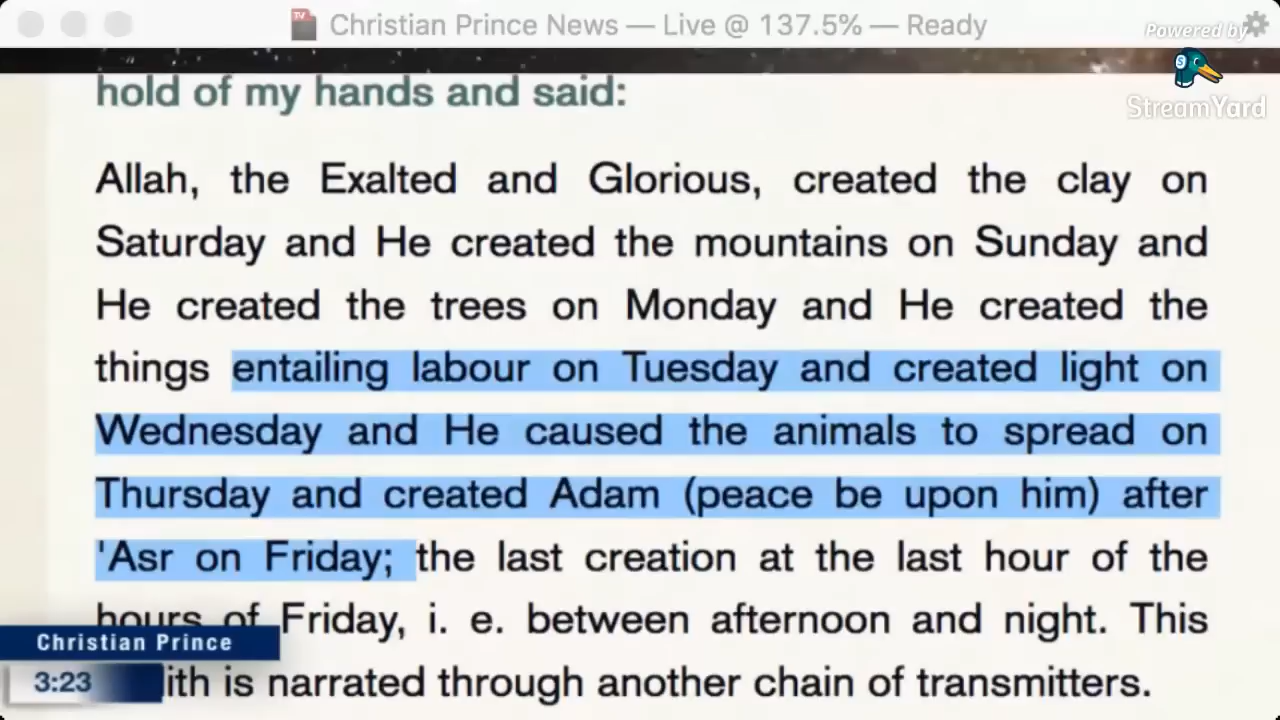 Christian Prince News — Live @ 137.5% — Ready
Powered by
StreamYard
hold of my hands and said:
Allah, the Exalted and Glorious, created the clay on
Saturday and He created the mountains on Sunday and
He created the trees on Monday and He created the
things entailing labour on Tuesday and created light on
Wednesday and He caused the animals to spread on
Thursday and created Adam (peace be upon him) after
'Asr on Friday; the last creation at the last hour of the
hours of Friday, i. e. between afternoon and night. This
ith is narrated through another chain of transmitters.
Christian Prince
3:23